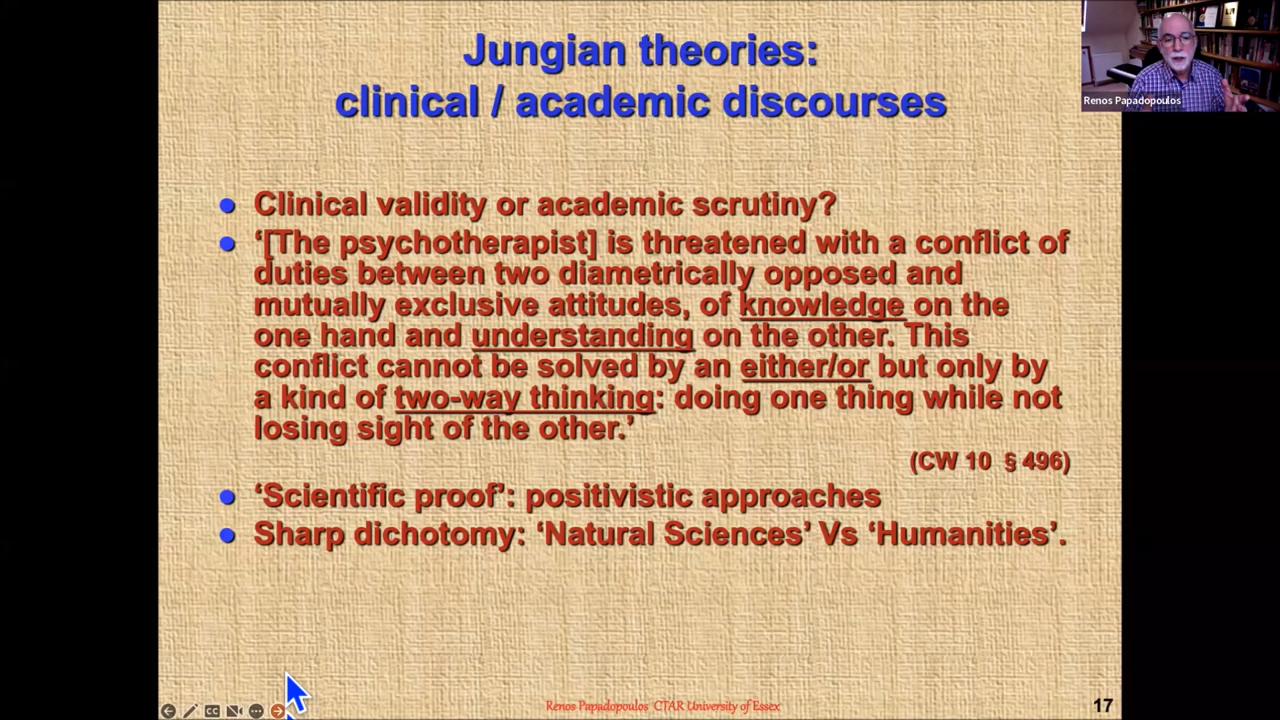 Jungian theories:
clinical / academic discourses
Renos Papadopoulos
● Clinical validity or academic scrutiny?
● ‘[The psychotherapist] is threatened with a conflict of
duties between two diametrically opposed and
mutually exclusive attitudes, of knowledge on the
one hand and understanding on the other. This
conflict cannot be solved by an either/or but only by
a kind of two-way thinking: doing one thing while not
losing sight of the other.’
(CW 10 § 496)
● ‘Scientific proof’: positivistic approaches
● Sharp dichotomy: ‘Natural Sciences’ Vs ‘Humanities’.
CC
Renos Papadopoulos CTAR University of Essex
17